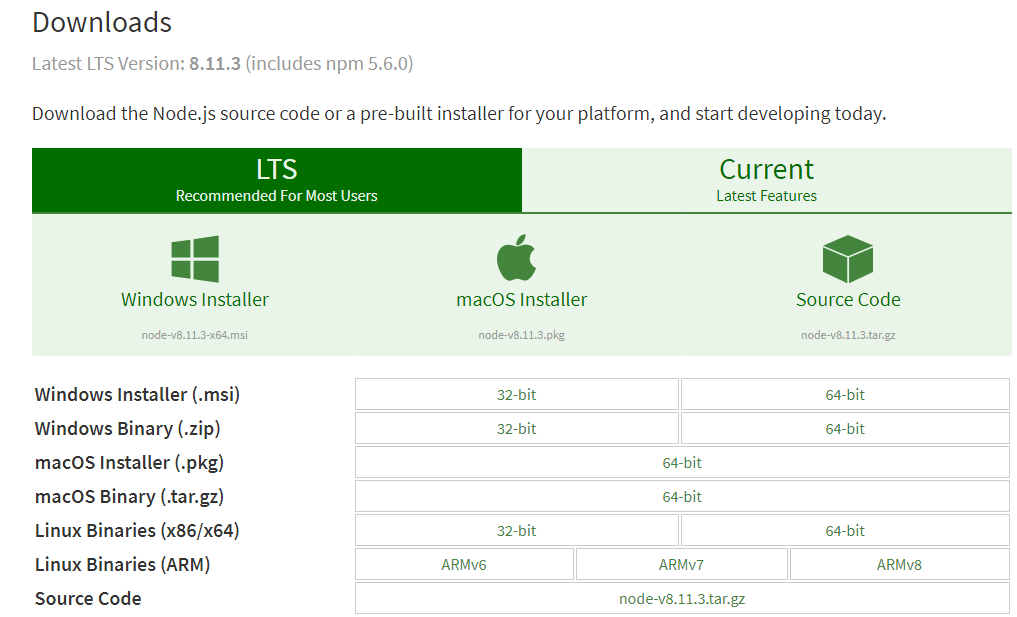 Downloads
Latest LTS Version: 8.11.3 (includes npm 5.6.0)
Download the Node.js source code or a pre-built installer for your platform, and start developing today.
LTS
Recommended For Most Users
Current
Latest Features
Windows Installer
node-v8.11.3-x64.msi
macOS Installer
node-v8.11.3.pkg
Source Code
node-v8.11.3.tar.gz
Windows Installer (.msi) 32-bit 64-bit
Windows Binary (.zip) 32-bit 64-bit
macOS Installer (.pkg) 64-bit
macOS Binary (.tar.gz) 64-bit
Linux Binaries (x86/x64) 32-bit 64-bit
Linux Binaries (ARM) ARMv6 ARMv7 ARMv8
Source Code node-v8.11.3.tar.gz